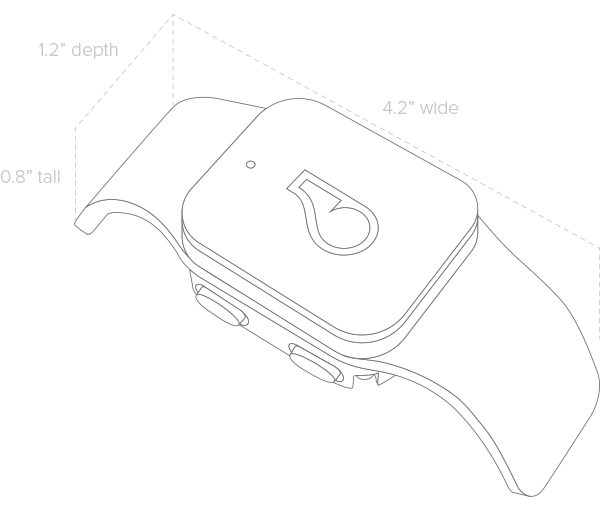 1.2” depth
4.2” wide
0.8” tall